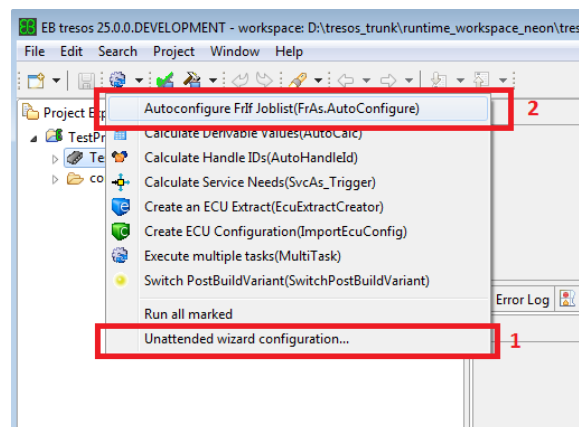 EB tresos 25.0.0.DEVELOPMENT - workspace: D:\tresos_trunk\runtime_workspace_neon\tres
File Edit Search Project Window Help
Project Exp
Autoconfigure FrIf Joblist(FrAs.AutoConfigure)
2
TestPr
Calculate Derivable Values(AutoCalc)
Te
Calculate Handle IDs(AutoHandleId)
co
Calculate Service Needs(SvcAs_Trigger)
Create an ECU Extract(EcuExtractCreator)
Create ECU Configuration(ImportEcuConfig)
Execute multiple tasks(MultiTask)
Switch PostBuildVariant(SwitchPostBuildVariant)
Error Log
Run all marked
Unattended wizard configuration...
1